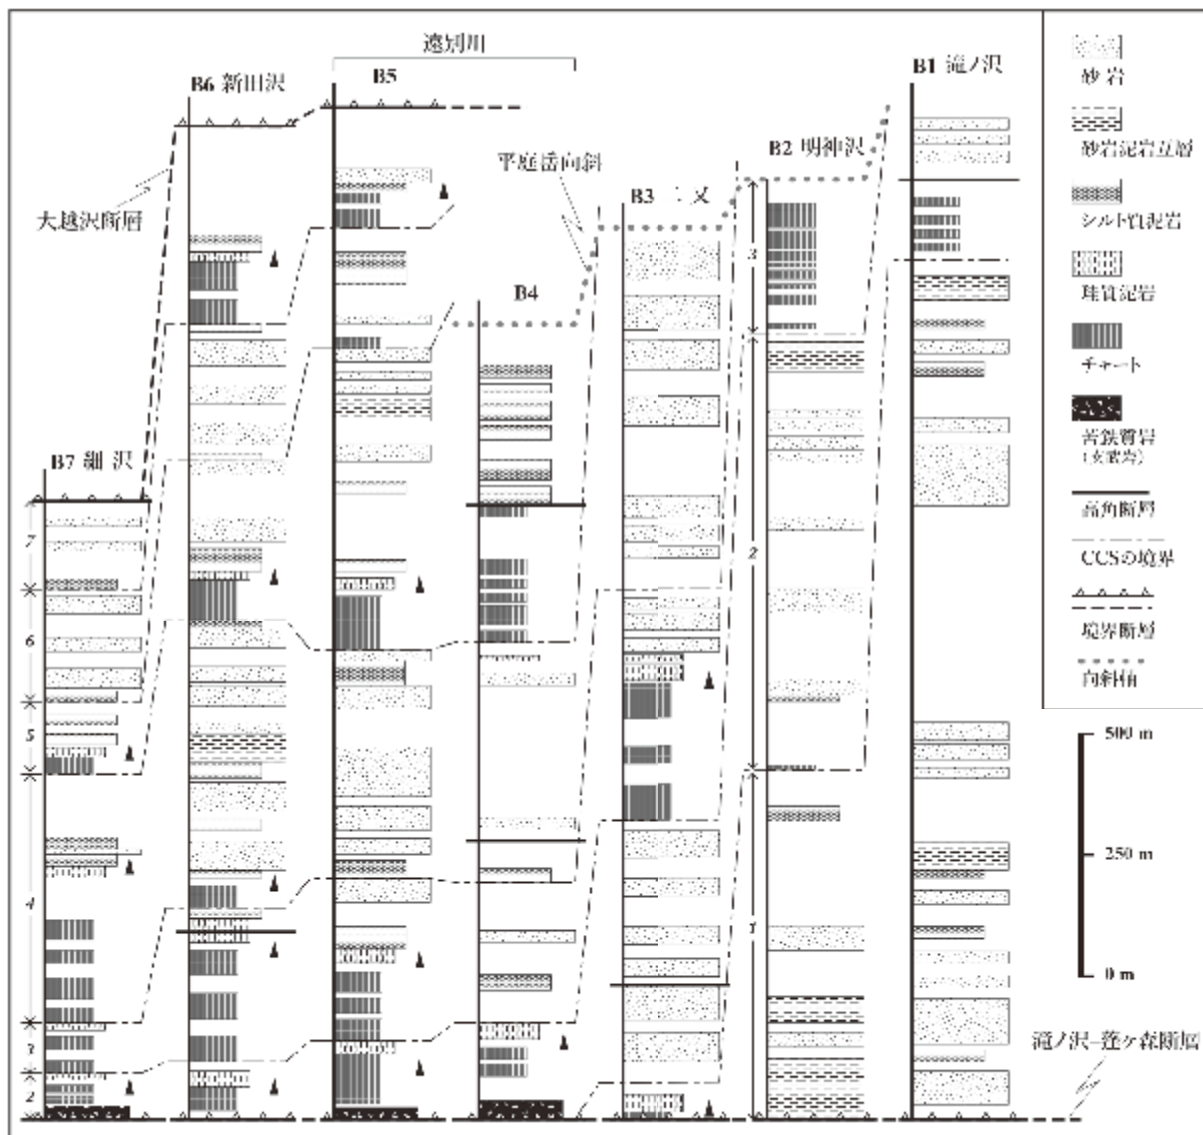 遠別川
B7 細 沢
B6 新旧沢
B5
B4
B3 二又
B2 明神沢
B1 滝ノ沢
大越沢断層
平庭岳向斜
7
6
5
4
3
2
3
2
1
砂 岩
砂岩泥岩互層
シルト質泥岩
珪質泥岩
チャート
苦鉄質岩
(玄武岩)
高角断層
CCSの境界
境界断層
向斜軸
500 m
250 m
0 m
滝ノ沢–蓬ヶ森断層